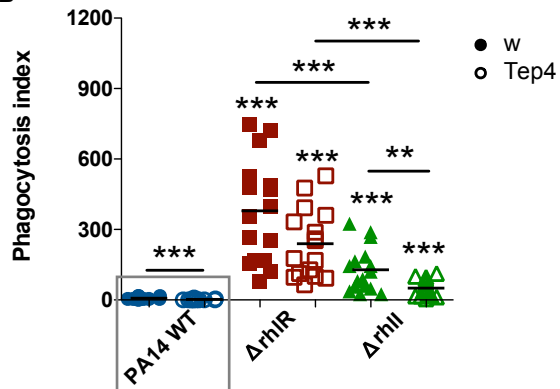 1200
900
600
300
0
Phagocytosis index
***
***
***
***
***
**
***
***
w
Tep4
PA14 WT
ΔrhlR
ΔrhlI